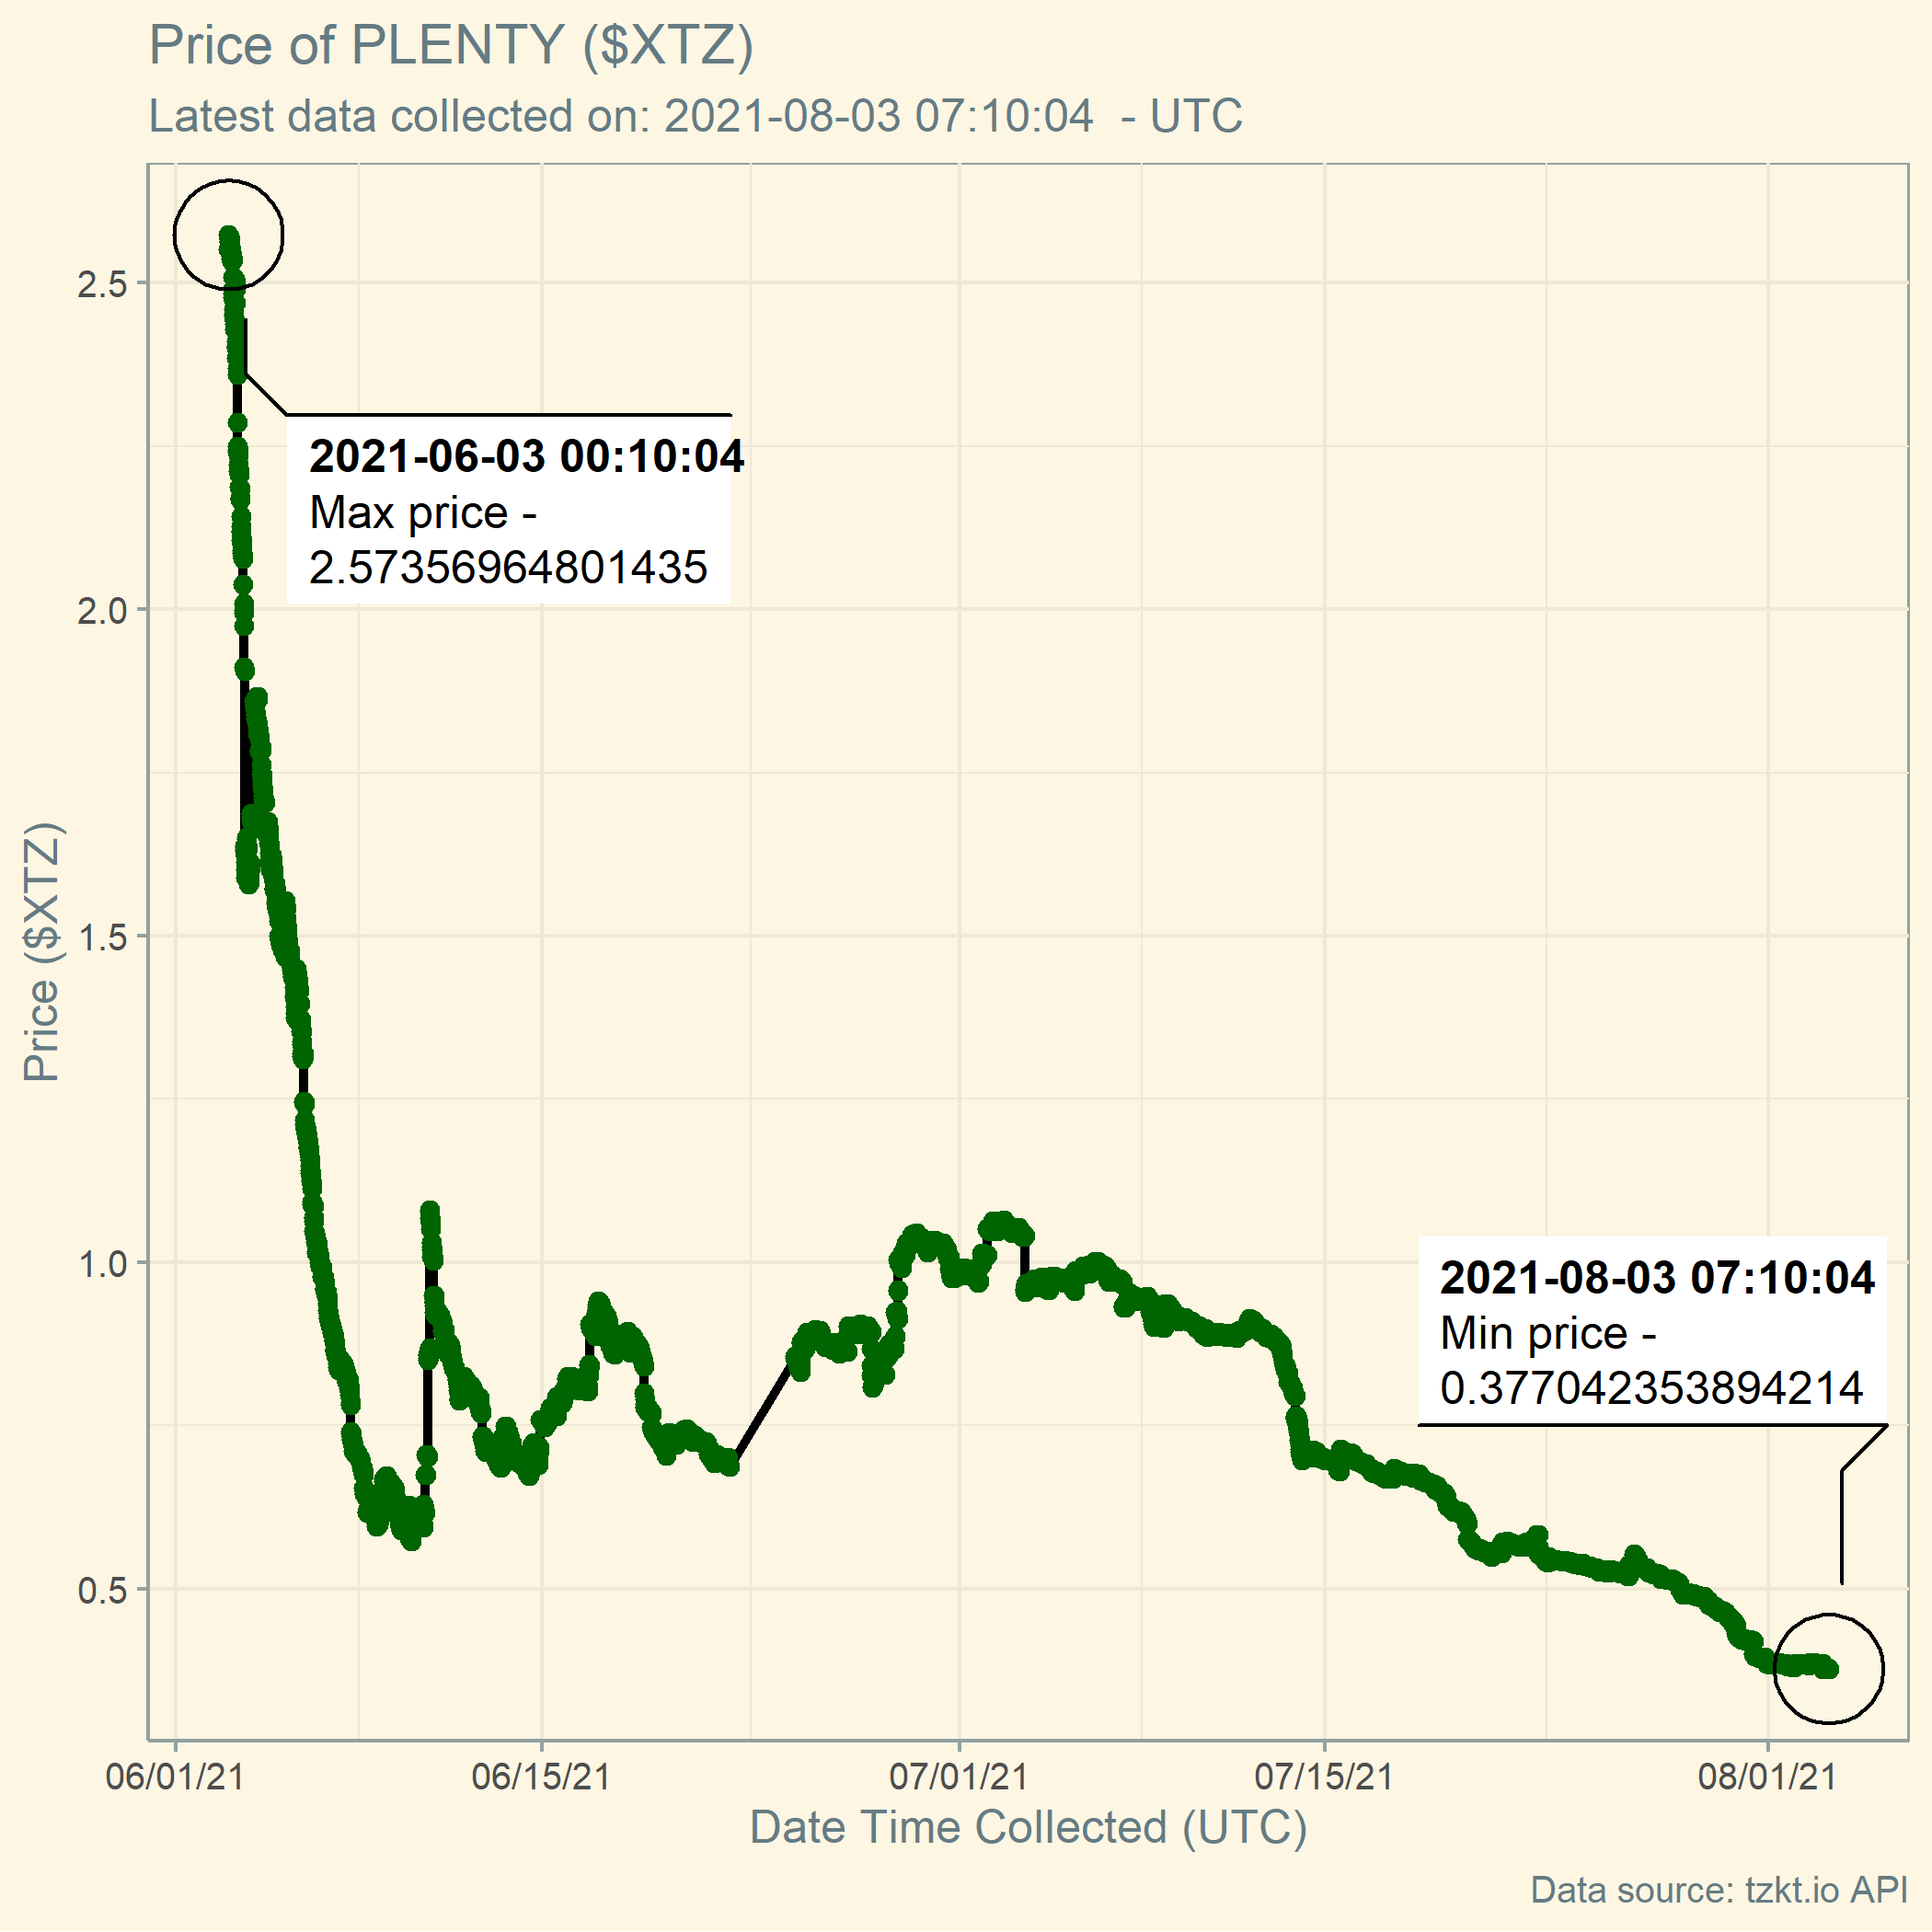 Price of PLENTY ($XTZ)
Latest data collected on: 2021-08-03 07:10:04  - UTC
Price ($XTZ)
2.5
2.0
1.5
1.0
0.5
2021-06-03 00:10:04
Max price -
2.57356964801435
2021-08-03 07:10:04
Min price -
0.377042353894214
06/01/21
06/15/21
07/01/21
07/15/21
08/01/21
Date Time Collected (UTC)
Data source: tzkt.io API